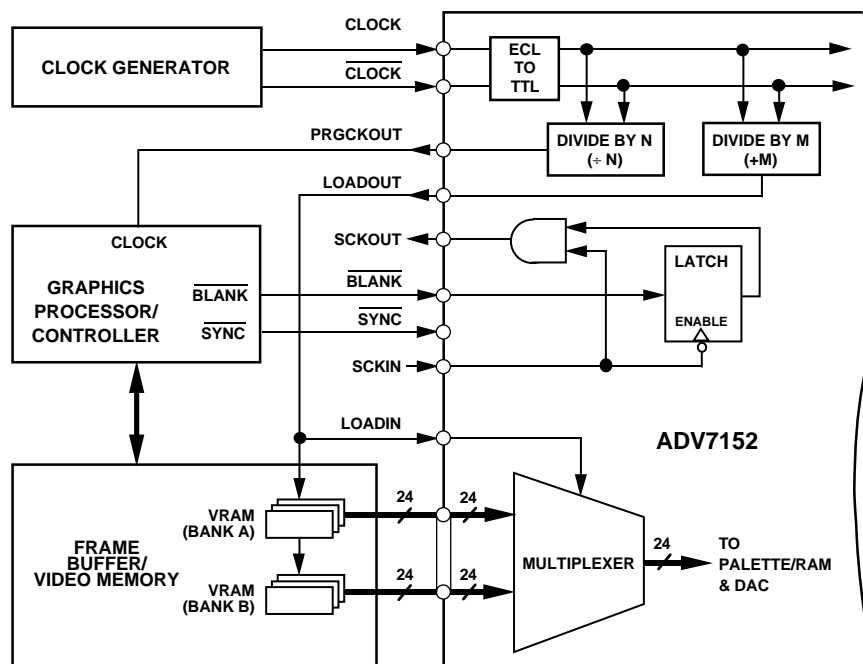 CLOCK
CLOCK GENERATOR
CLOCK
ECL
TO
TTL
PRGCKOUT
DIVIDE BY N
(÷ N)
DIVIDE BY M
(+M)
LOADOUT
CLOCK
SCKOUT
GRAPHICS
PROCESSOR/
CONTROLLER
BLANK
SYNC
BLANK
SYNC
SCKIN
LATCH
ENABLE
LOADIN
ADV7152
FRAME
BUFFER/
VIDEO MEMORY
VRAM
(BANK A)
24
24
VRAM
(BANK B)
24
24
MULTIPLEXER
24
TO
PALETTE/RAM
& DAC